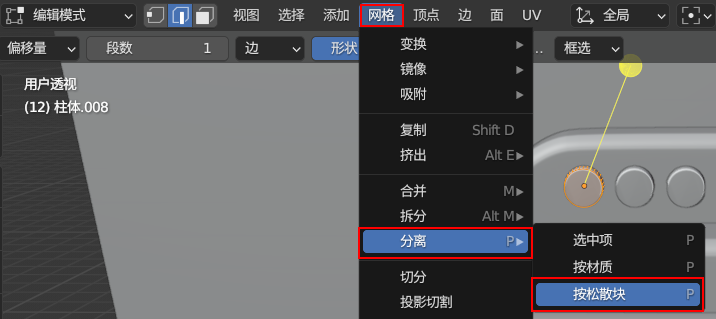 编辑模式 视图 选择 添加 网格 顶点 边 面 UV 全局
偏移量 段数 1 边 形状 .. 框选
用户透视
(12) 柱体.008
变换
镜像
吸附
复制 Shift D
挤出 Alt E
合并 M
拆分 Alt M
分离 P
切分
投影切割
选中项 P
按材质 P
按松散块 P